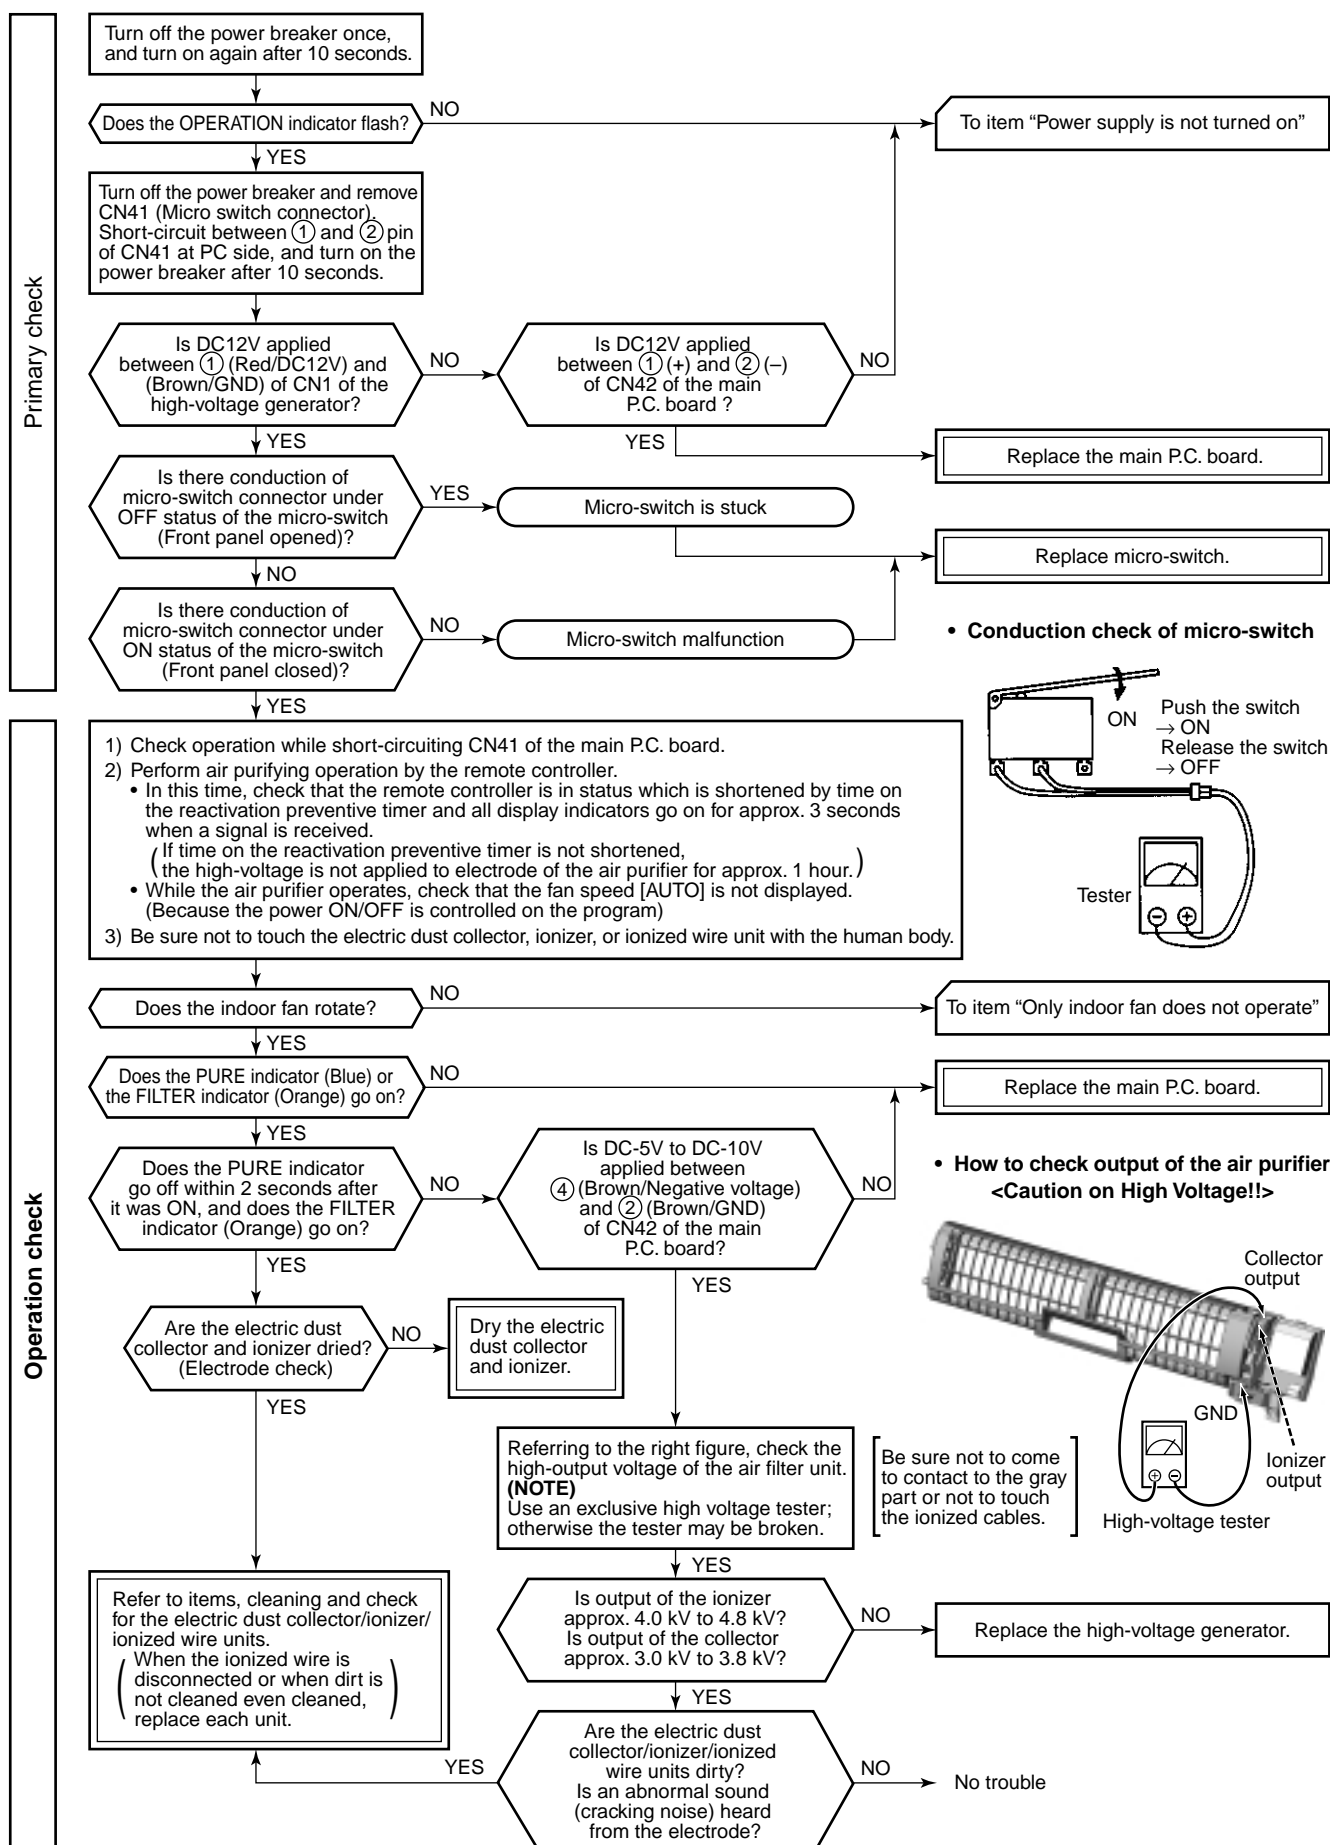 Primary check
Turn off the power breaker once,
and turn on again after 10 seconds.
Does the OPERATION indicator flash?
NO
To item “Power supply is not turned on”
YES
Turn off the power breaker and remove
CN41 (Micro switch connector).
Short-circuit between ① and ② pin
of CN41 at PC side, and turn on the
power breaker after 10 seconds.
Is DC12V applied
between ① (Red/DC12V) and
(Brown/GND) of CN1 of the
high-voltage generator?
NO
Is DC12V applied
between ① (+) and ② (–)
of CN42 of the main
P.C. board ?
NO
YES
YES
Replace the main P.C. board.
Is there conduction of
micro-switch connector under
OFF status of the micro-switch
(Front panel opened)?
YES
Micro-switch is stuck
Replace micro-switch.
NO
Is there conduction of
micro-switch connector under
ON status of the micro-switch
(Front panel closed)?
NO
Micro-switch malfunction
YES
• Conduction check of micro-switch
ON
Push the switch
→ ON
Release the switch
→ OFF
Tester
Operation check
1) Check operation while short-circuiting CN41 of the main P.C. board.
2) Perform air purifying operation by the remote controller.
• In this time, check that the remote controller is in status which is shortened by time on
the reactivation preventive timer and all display indicators go on for approx. 3 seconds
when a signal is received.
(If time on the reactivation preventive timer is not shortened,
the high-voltage is not applied to electrode of the air purifier for approx. 1 hour.)
• While the air purifier operates, check that the fan speed [AUTO] is not displayed.
(Because the power ON/OFF is controlled on the program)
3) Be sure not to touch the electric dust collector, ionizer, or ionized wire unit with the human body.
Does the indoor fan rotate?
NO
To item “Only indoor fan does not operate”
YES
Does the PURE indicator (Blue) or
the FILTER indicator (Orange) go on?
NO
Replace the main P.C. board.
YES
Does the PURE indicator
go off within 2 seconds after
it was ON, and does the FILTER
indicator (Orange) go on?
NO
Is DC-5V to DC-10V
applied between
④ (Brown/Negative voltage)
and ② (Brown/GND)
of CN42 of the main
P.C. board?
NO
YES
YES
• How to check output of the air purifier
<Caution on High Voltage!!>
Collector
output
GND
Ionizer
output
High-voltage tester
Are the electric dust
collector and ionizer dried?
(Electrode check)
NO
Dry the electric
dust collector
and ionizer.
YES
Referring to the right figure, check the
high-output voltage of the air filter unit.
(NOTE)
Use an exclusive high voltage tester;
otherwise the tester may be broken.
[Be sure not to come
to contact to the gray
part or not to touch
the ionized cables.]
YES
Refer to items, cleaning and check
for the electric dust collector/ionizer/
ionized wire units.
(When the ionized wire is
disconnected or when dirt is
not cleaned even cleaned,
replace each unit.)
Is output of the ionizer
approx. 4.0 kV to 4.8 kV?
Is output of the collector
approx. 3.0 kV to 3.8 kV?
NO
Replace the high-voltage generator.
YES
Are the electric dust
collector/ionizer/ionized
wire units dirty?
Is an abnormal sound
(cracking noise) heard
from the electrode?
YES
NO
No trouble